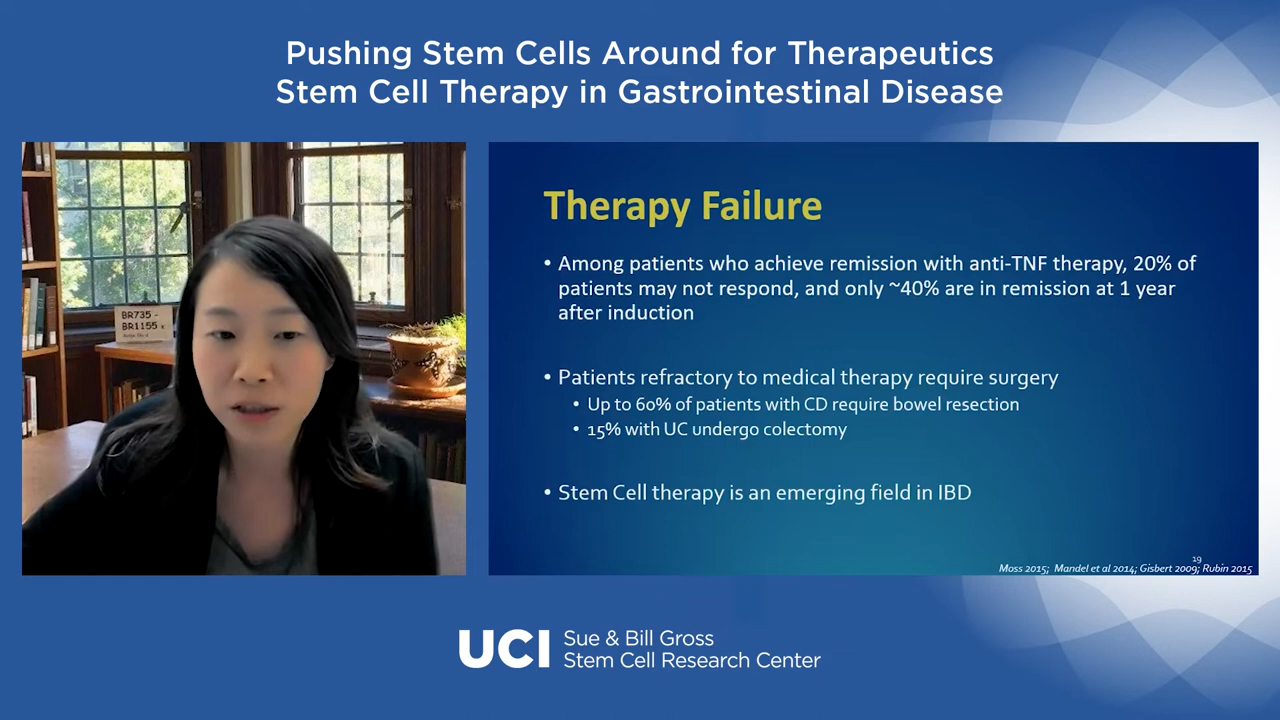 Pushing Stem Cells Around for Therapeutics
Stem Cell Therapy in Gastrointestinal Disease
BR735 -
BR1155
Therapy Failure
• Among patients who achieve remission with anti-TNF therapy, 20% of
patients may not respond, and only ~40% are in remission at 1 year
after induction
• Patients refractory to medical therapy require surgery
• Up to 60% of patients with CD require bowel resection
• 15% with UC undergo colectomy
• Stem Cell therapy is an emerging field in IBD
19
Moss 2015; Mandel et al 2014; Gisbert 2009; Rubin 2015
UCI Sue & Bill Gross
Stem Cell Research Center